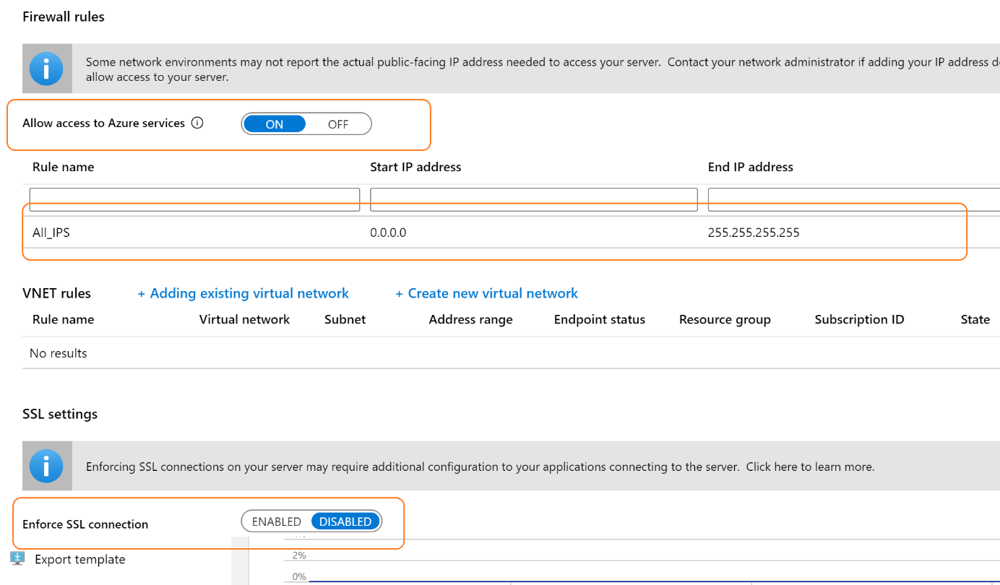 Firewall rules
Some network environments may not report the actual public-facing IP address needed to access your server. Contact your network administrator if adding your IP address
allow access to your server.
Allow access to Azure services ON OFF
Rule name Start IP address End IP address
All_IPS 0.0.0.0 255.255.255.255
VNET rules + Adding existing virtual network + Create new virtual network
Rule name Virtual network Subnet Address range Endpoint status Resource group Subscription ID State
No results
SSL settings
Enforcing SSL connections on your server may require additional configuration to your applications connecting to the server. Click here to learn more.
Enforce SSL connection ENABLED DISABLED
Export template
2%
0%